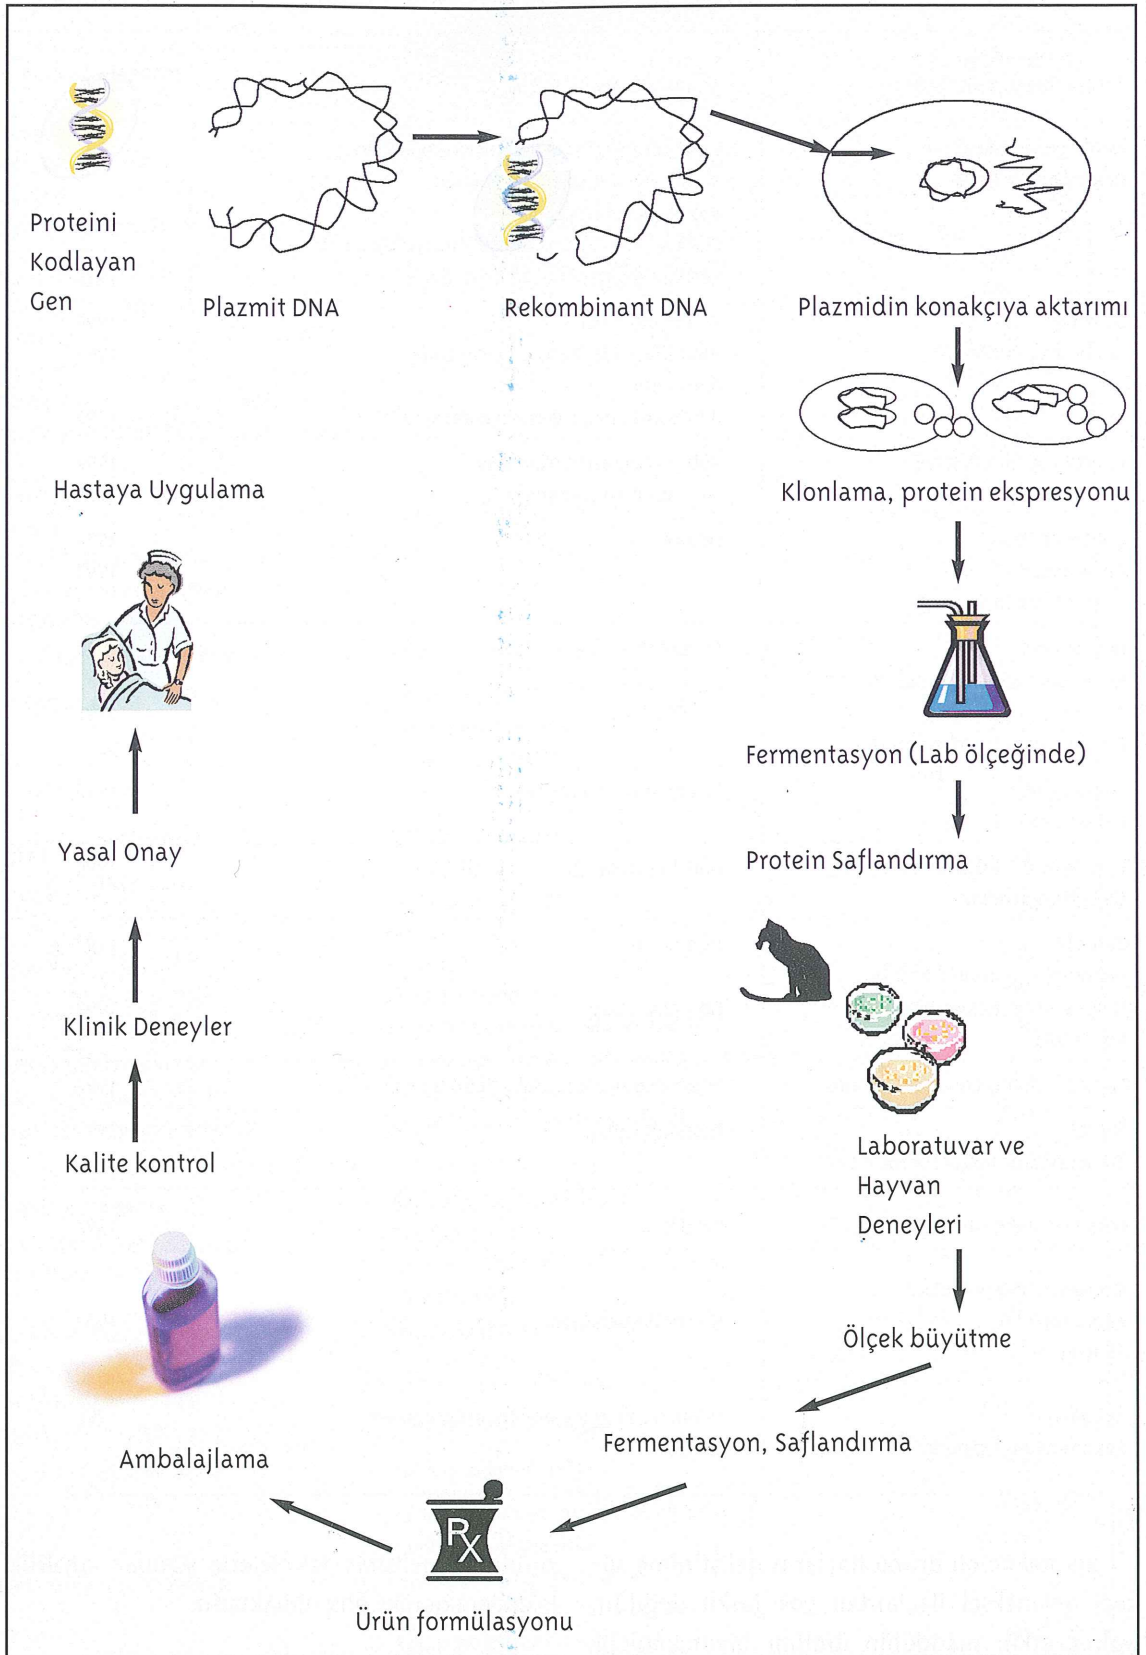 Proteini
Kodlayan
Gen
Plazmit DNA
Rekombinant DNA
Plazmidin konakçıya aktarımı
Klonlama, protein ekspresyonu
Fermentasyon (Lab ölçeğinde)
Protein Saflandırma
Laboratuvar ve
Hayvan
Deneyleri
Ölçek büyütme
Fermentasyon, Saflandırma
RX
Ürün formülasyonu
Ambalajlama
Kalite kontrol
Klinik Deneyler
Yasal Onay
Hastaya Uygulama